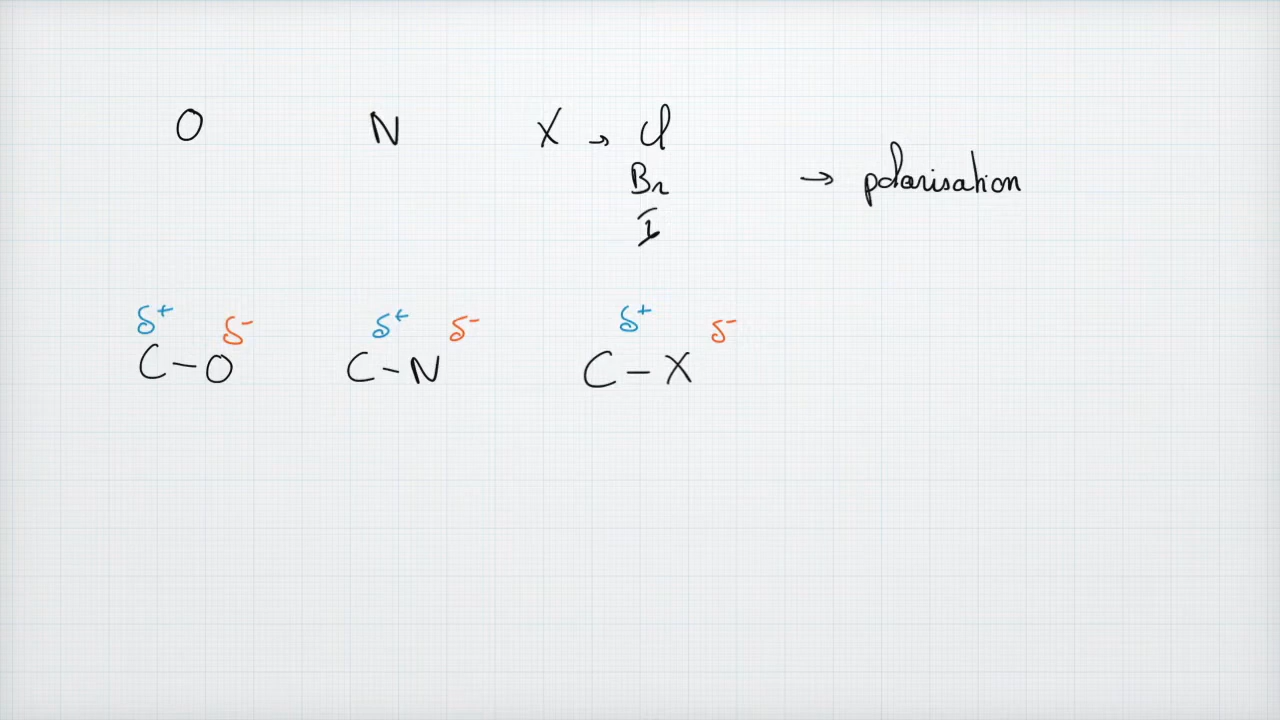 O N X → Cl
Br
I
→ polarisation
δ+ δ- δ+ δ- δ+ δ-
C-O C-N C-X